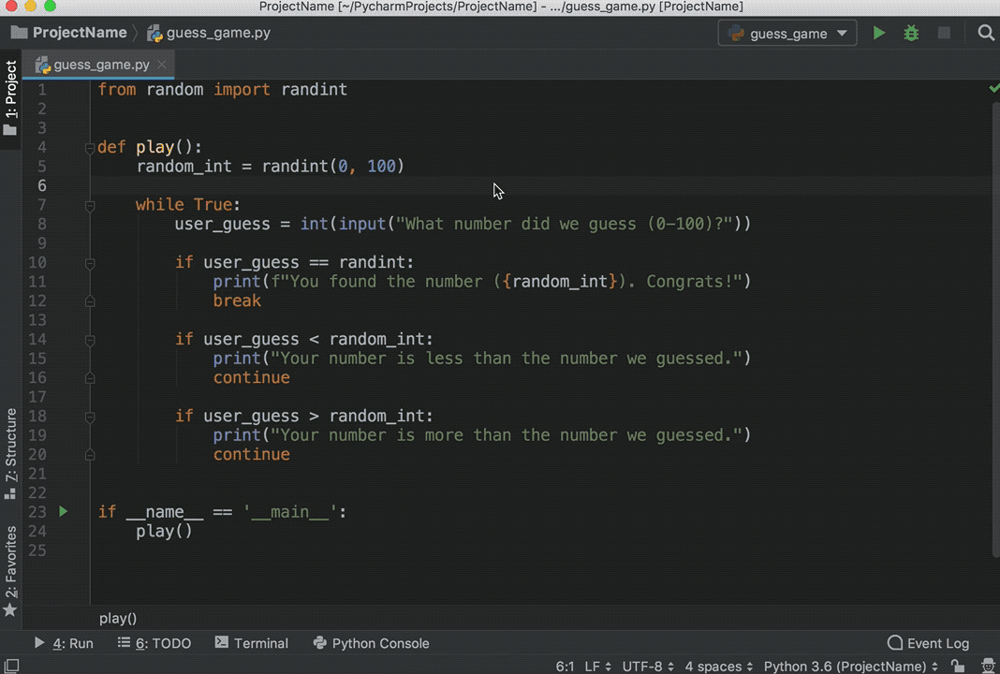 ProjectName [~/PycharmProjects/ProjectName] - .../guess_game.py [ProjectName]
ProjectName guess_game.py guess_game
guess_game.py
1: Project
1 from random import randint
2
3
4 def play():
5     random_int = randint(0, 100)
6
7     while True:
8         user_guess = int(input("What number did we guess (0-100)?"))
9
10         if user_guess == randint:
11             print(f"You found the number ({random_int}). Congrats!")
12             break
13
14         if user_guess < random_int:
15             print("Your number is less than the number we guessed.")
16             continue
17
18         if user_guess > random_int:
19             print("Your number is more than the number we guessed.")
20             continue
21
22
23 if __name__ == '__main__':
24     play()
25
Z: Structure
2: Favorites
play()
4: Run 6: TODO Terminal Python Console Event Log
6:1 LF UTF-8 4 spaces Python 3.6 (ProjectName)